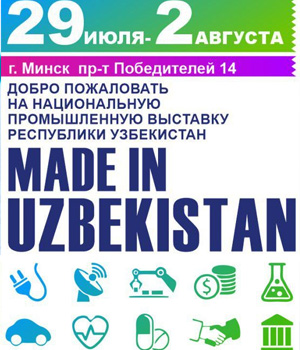 29 ИЮЛЯ- 2 АВГУСТА
г. Минск пр-т Победителей 14
ДОБРО ПОЖАЛОВАТЬ
НА НАЦИОНАЛЬНУЮ
ПРОМЫШЛЕННУЮ ВЫСТАВКУ
РЕСПУБЛИКИ УЗБЕКИСТАН
MADE IN
UZBEKISTAN